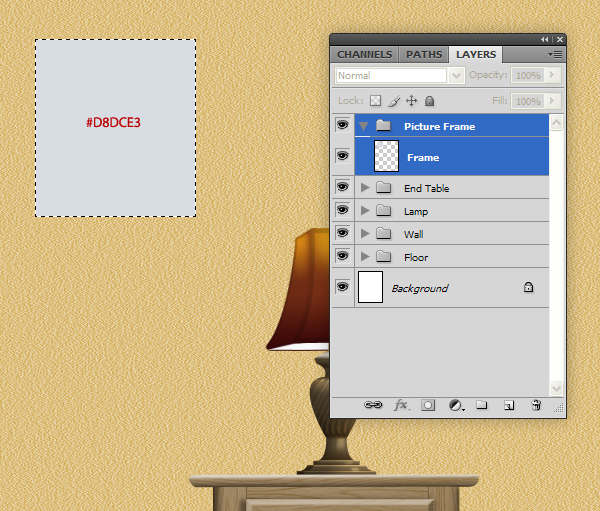 #D8DCE3
CHANNELS PATHS LAYERS
Normal Opacity: 100%
Lock: Fill: 100%
Picture Frame
Frame
End Table
Lamp
Wall
Floor
Background
fx.